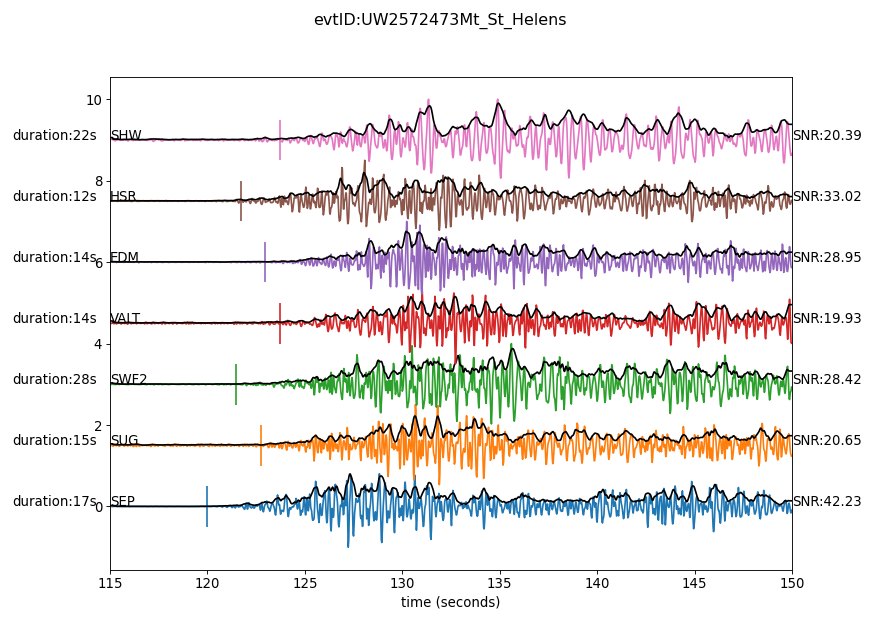 evtID:UW2572473Mt_St_Helens
10
duration:22s SHW SNR:20.39
8
duration:12s HSR SNR:33.02
duration:14s EDM SNR:28.95
6
duration:14s VALT SNR:19.93
4
duration:28s SWF2 SNR:28.42
2
duration:15s SUG SNR:20.65
duration:17s SEP SNR:42.23
0
115 120 125 130 135 140 145 150
time (seconds)